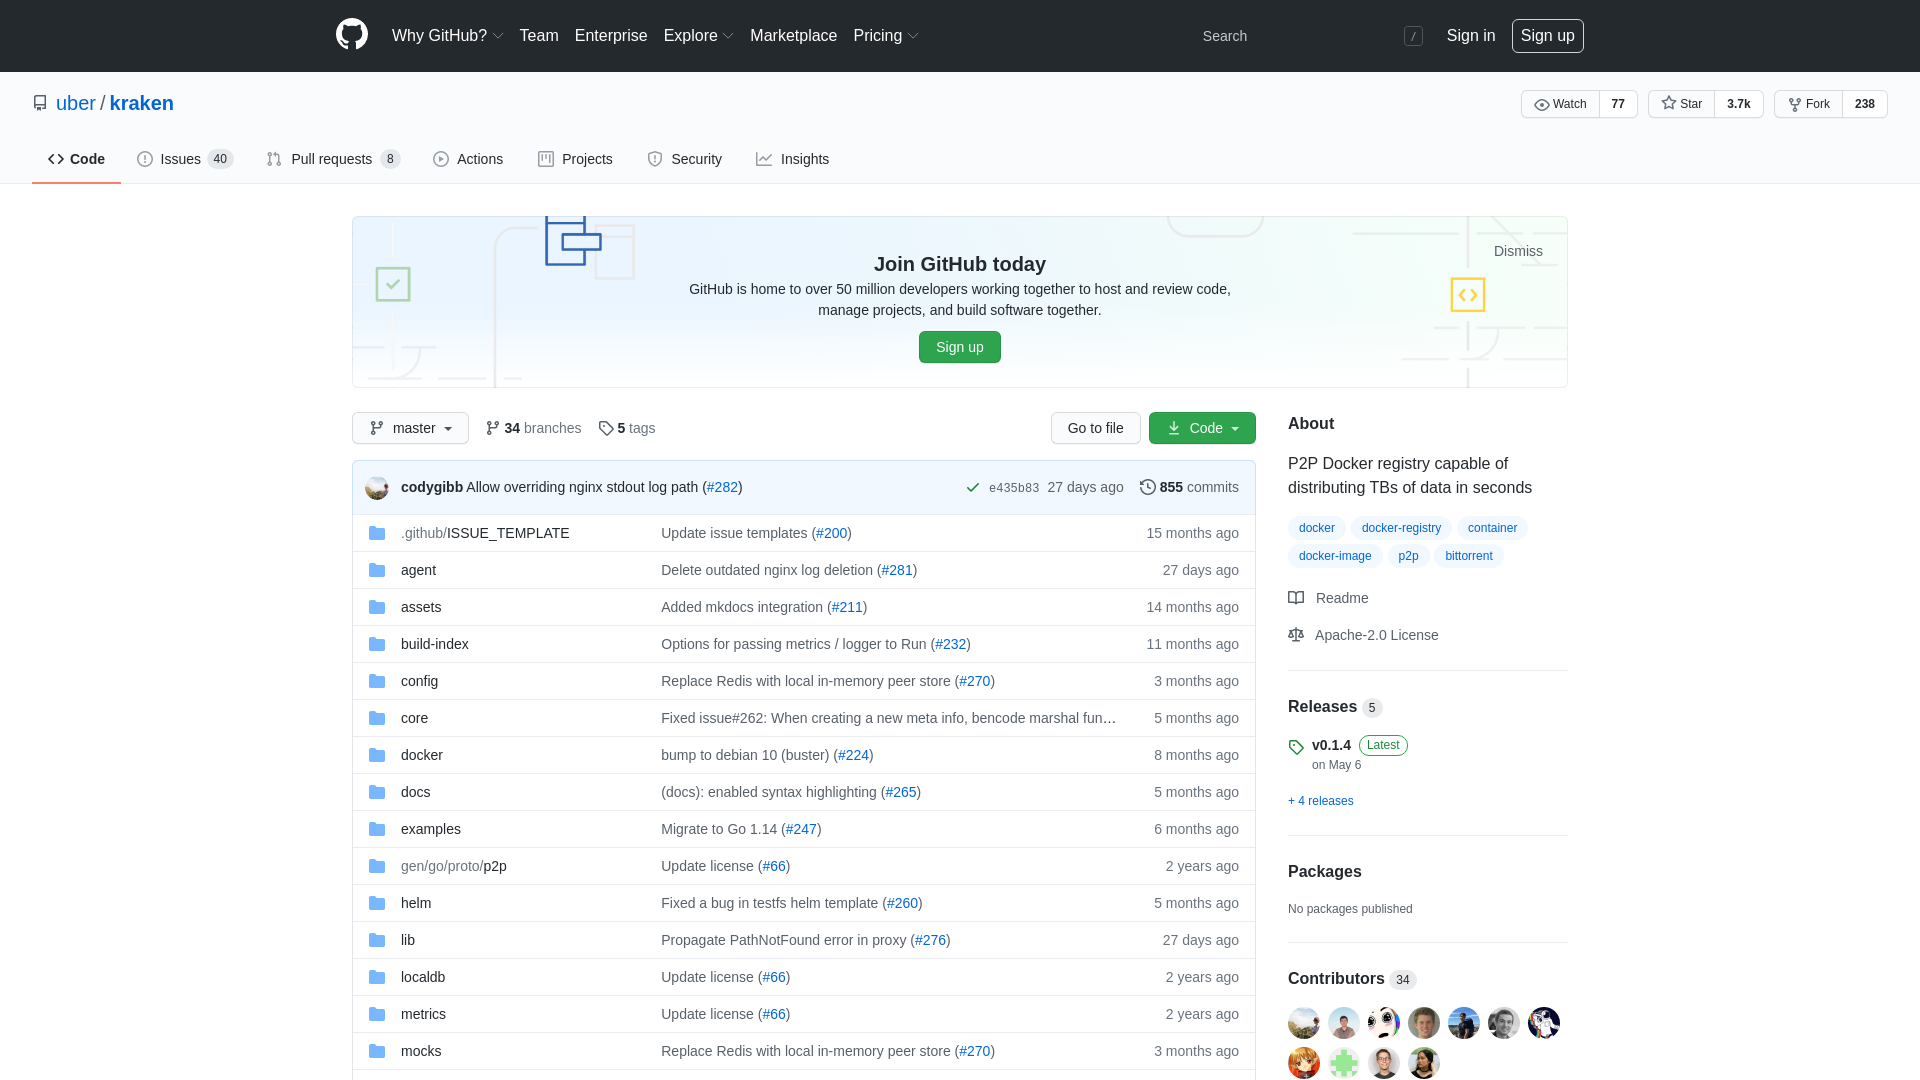 Why GitHub? Team Enterprise Explore Marketplace Pricing Search / Sign in Sign up
uber / kraken Watch 77 Star 3.7k Fork 238
Code Issues 40 Pull requests 8 Actions Projects Security Insights
Dismiss
Join GitHub today
GitHub is home to over 50 million developers working together to host and review code,
manage projects, and build software together.
Sign up
master 34 branches 5 tags Go to file Code
codygibb Allow overriding nginx stdout log path (#282) e435b83 27 days ago 855 commits
.github/ISSUE_TEMPLATE Update issue templates (#200) 15 months ago
agent Delete outdated nginx log deletion (#281) 27 days ago
assets Added mkdocs integration (#211) 14 months ago
build-index Options for passing metrics / logger to Run (#232) 11 months ago
config Replace Redis with local in-memory peer store (#270) 3 months ago
core Fixed issue#262: When creating a new meta info, bencode marshal fun… 5 months ago
docker bump to debian 10 (buster) (#224) 8 months ago
docs (docs): enabled syntax highlighting (#265) 5 months ago
examples Migrate to Go 1.14 (#247) 6 months ago
gen/go/proto/p2p Update license (#66) 2 years ago
helm Fixed a bug in testfs helm template (#260) 5 months ago
lib Propagate PathNotFound error in proxy (#276) 27 days ago
localdb Update license (#66) 2 years ago
metrics Update license (#66) 2 years ago
mocks Replace Redis with local in-memory peer store (#270) 3 months ago
About
P2P Docker registry capable of
distributing TBs of data in seconds
docker docker-registry container
docker-image p2p bittorrent
Readme
Apache-2.0 License
Releases 5
v0.1.4 Latest
on May 6
+ 4 releases
Packages
No packages published
Contributors 34